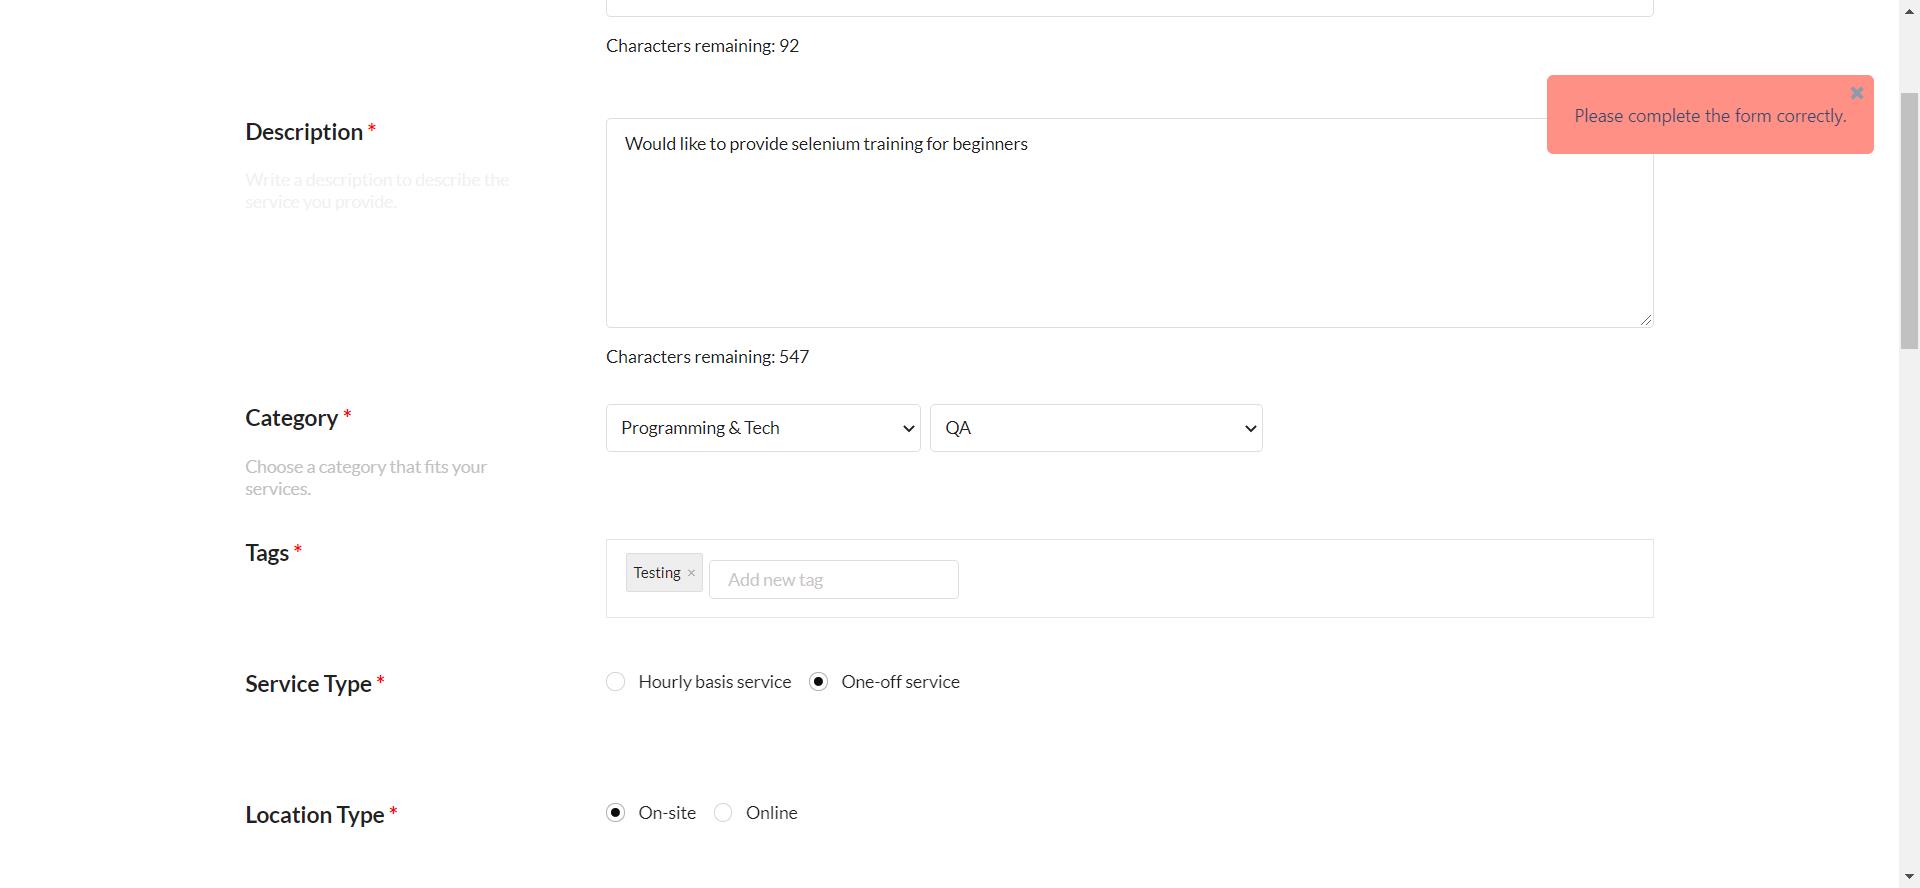 Characters remaining: 92
Please complete the form correctly.
Description *
Would like to provide selenium training for beginners
Write a description to describe the
service you provide.
Characters remaining: 547
Category *
Programming & Tech
QA
Choose a category that fits your
services.
Tags *
Testing ×
Add new tag
Service Type *
Hourly basis service
One-off service
Location Type *
On-site
Online